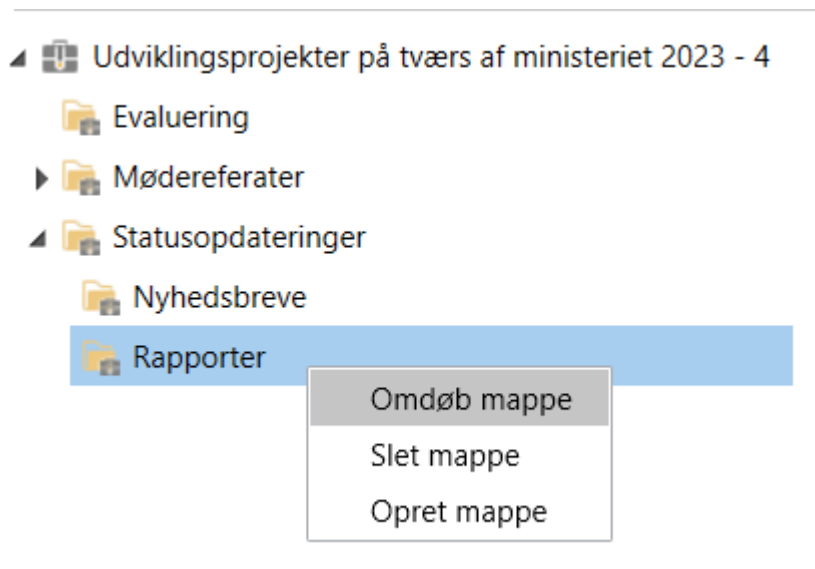 Udviklingsprojekter på tværs af ministeriet 2023 - 4
Evaluering
Mødereferater
Statusopdateringer
Nyhedsbreve
Rapporter
Omdøb mappe
Slet mappe
Opret mappe